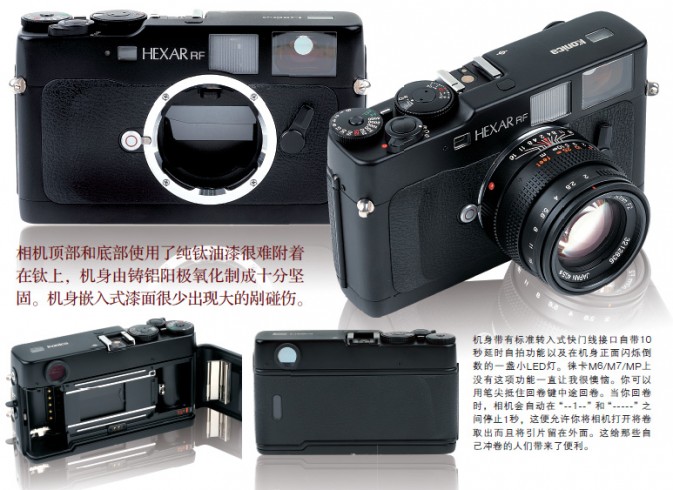 HEXAR RF
Konica
HEXAR RF
3212936
JAPAN 4254
相机顶部和底部使用了纯钛油漆很难附着
在钛上，机身由铸铝阳极氧化制成十分坚
固。机身嵌入式漆面很少出现大的剐碰伤。
机身带有标准转入式快门线接口自带10
秒延时自拍功能以及在机身正面闪烁倒
数的一盏小LED灯。徕卡M6/M7/MP上
没有这项功能一直让我很懊恼。你可以
用笔尖抵住回卷键中途回卷。当你回卷
时，相机会自动在“--1--”和“-----”之
间停止1秒，这便允许你将相机打开将卷
取出而且将引片留在外面。这给那些自
己冲卷的人们带来了便利。